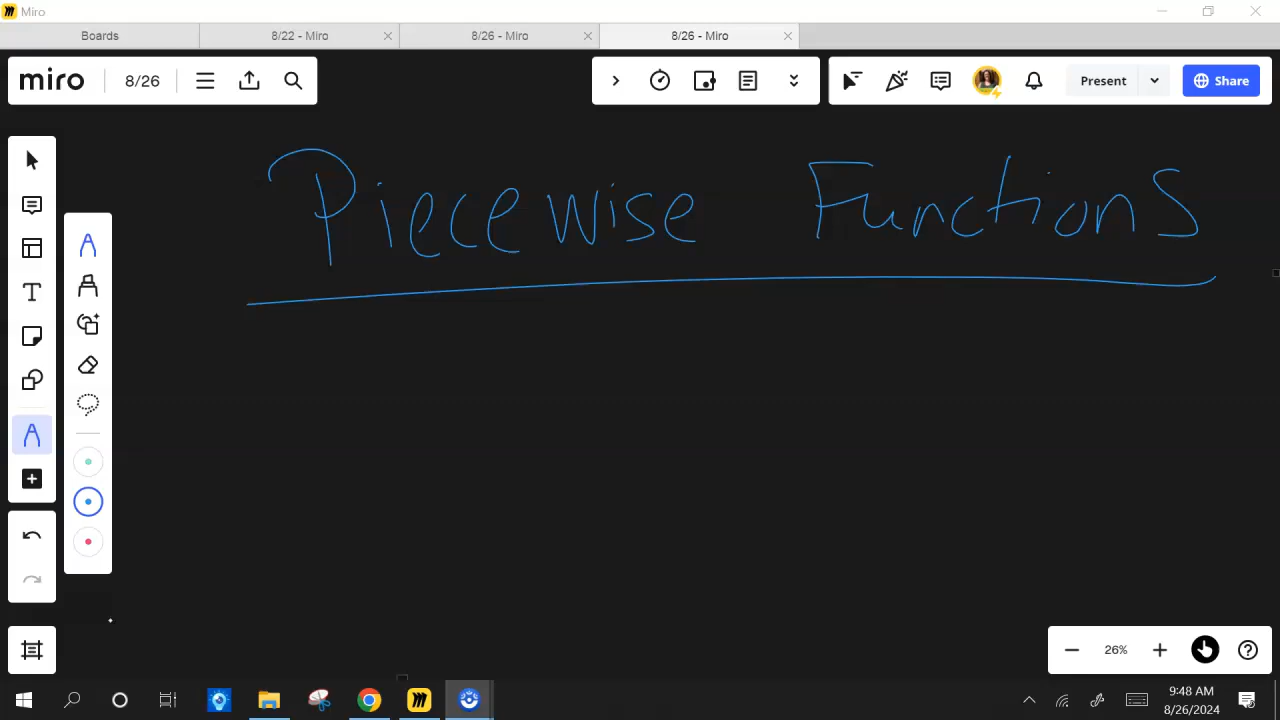 Miro
Boards
8/22 - Miro
8/26 - Miro
8/26 - Miro
miro
8/26
Present
Share
Piecewise Functions
26%
9:48 AM
8/26/2024